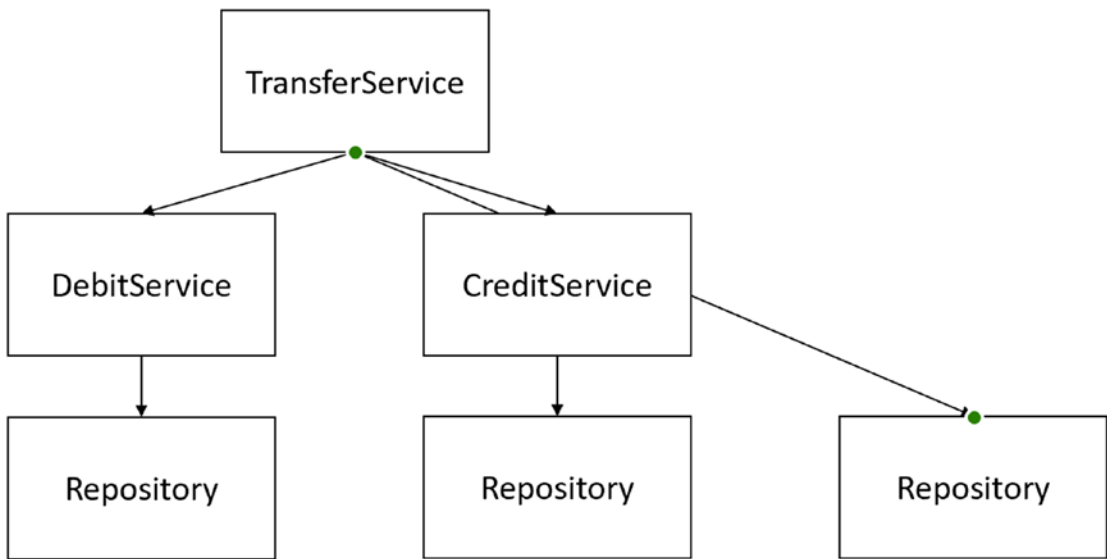 TransferService
DebitService
CreditService
Repository
Repository
Repository